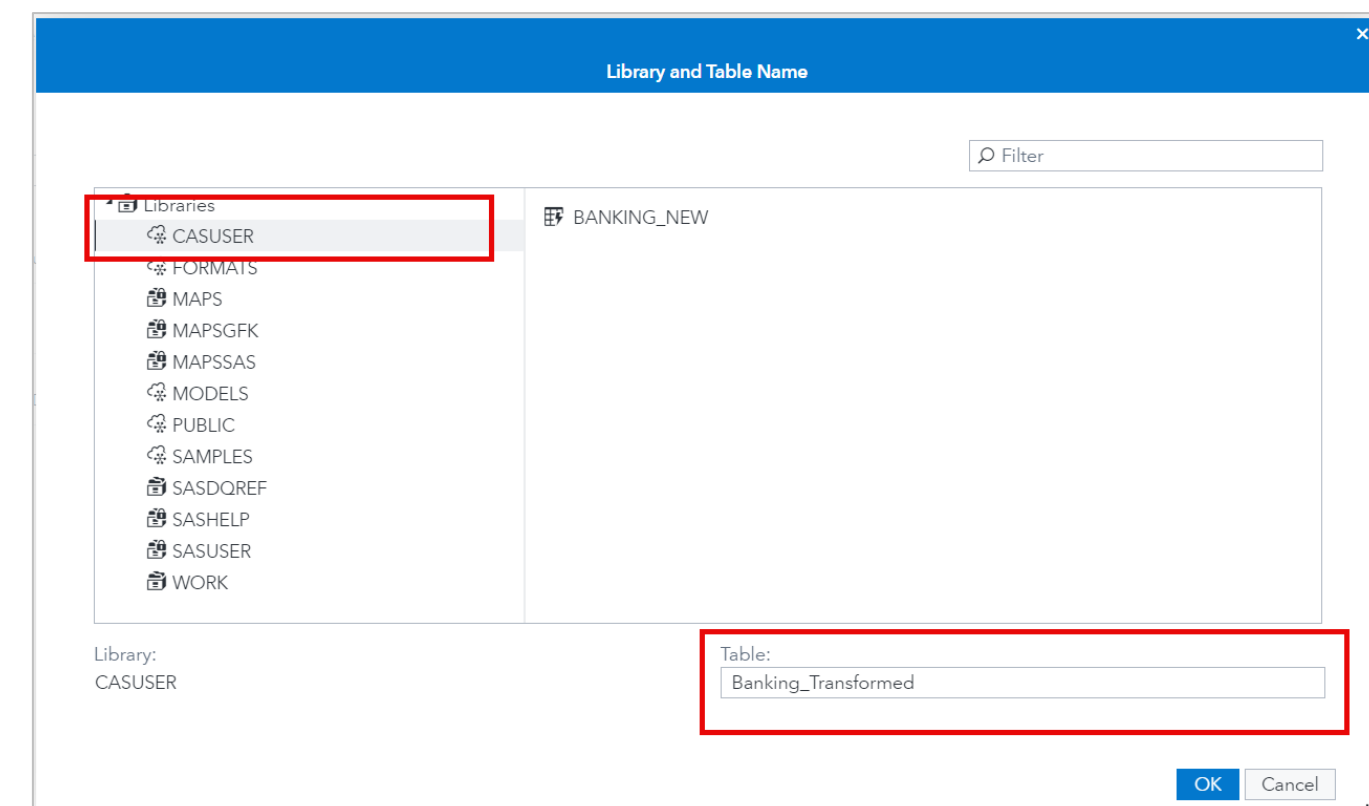 Library and Table Name
Filter
Libraries
CASUSER
FORMATS
MAPS
MAPSGFK
MAPSSAS
MODELS
PUBLIC
SAMPLES
SASDQREF
SASHELP
SASUSER
WORK
BANKING_NEW
Library:
CASUSER
Table:
Banking_Transformed
OK Cancel